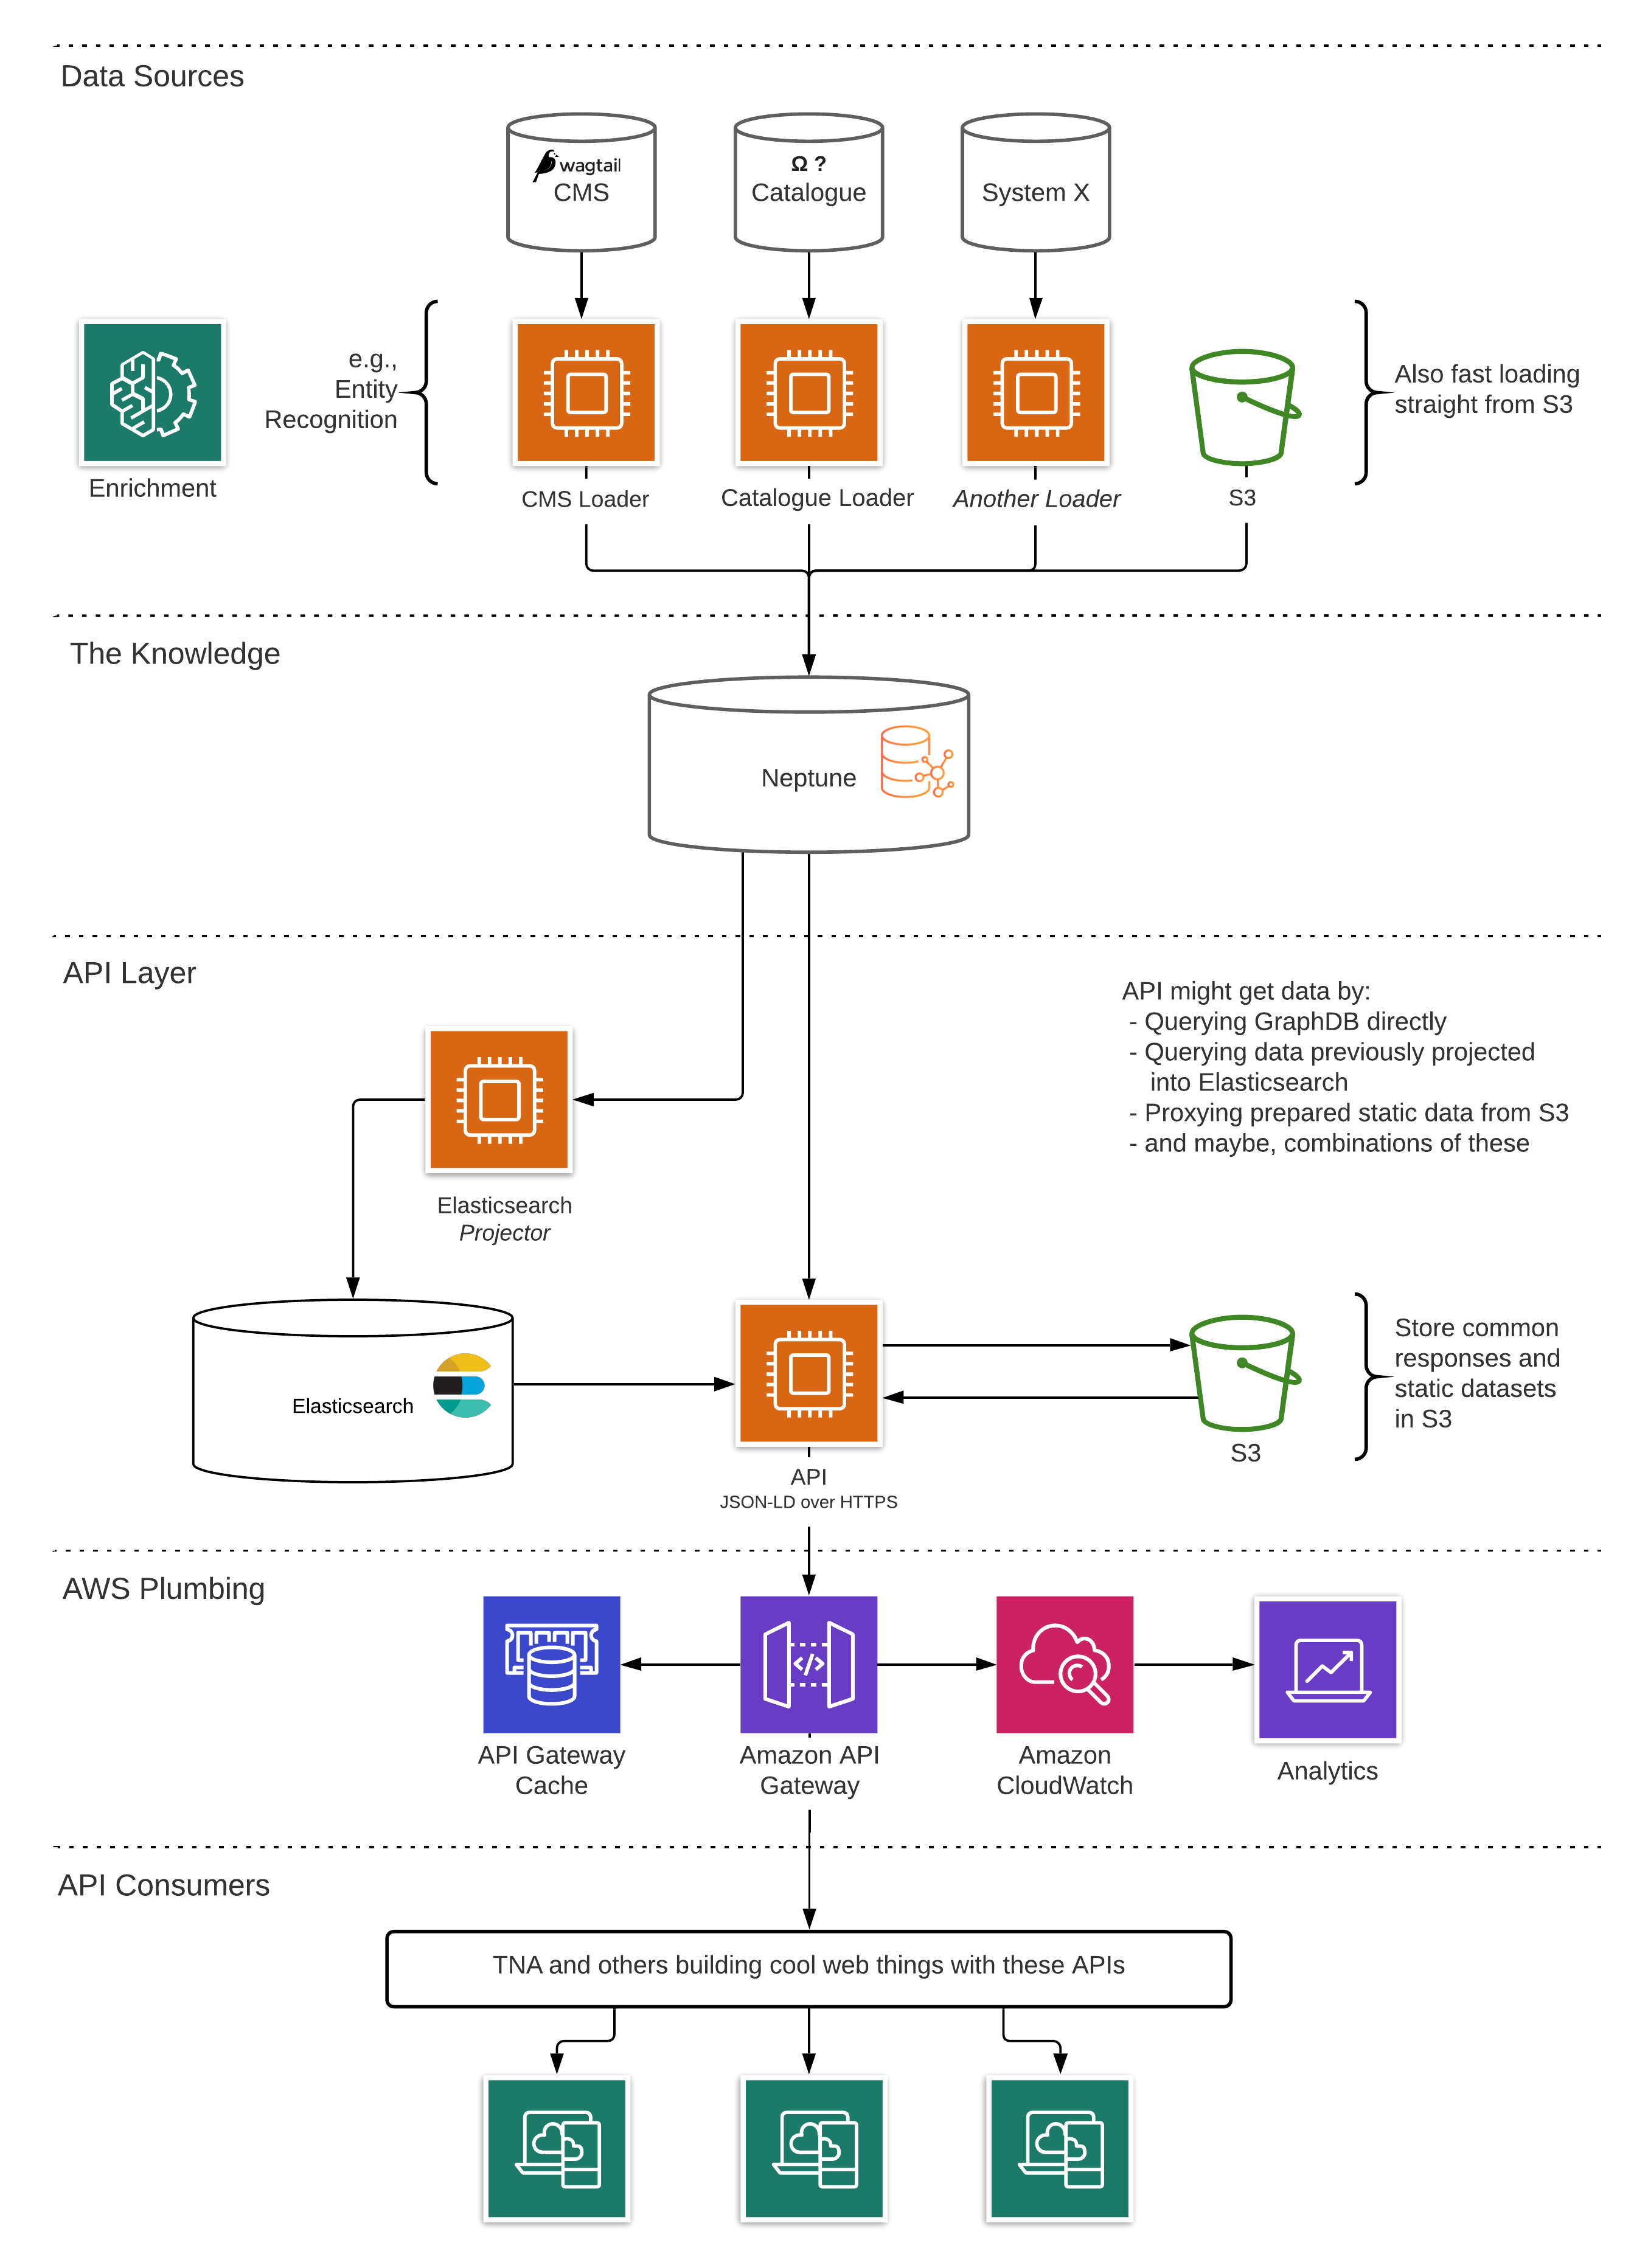 Data Sources
wagtail
CMS
Ω ?
Catalogue
System X
e.g.,
Entity
Recognition
Enrichment
CMS Loader
Catalogue Loader
Another Loader
S3
Also fast loading
straight from S3
The Knowledge
Neptune
API Layer
API might get data by:
- Querying GraphDB directly
- Querying data previously projected
into Elasticsearch
- Proxying prepared static data from S3
- and maybe, combinations of these
Elasticsearch
Projector
Elasticsearch
API
JSON-LD over HTTPS
S3
Store common
responses and
static datasets
in S3
AWS Plumbing
API Gateway
Cache
Amazon API
Gateway
Amazon
CloudWatch
Analytics
API Consumers
TNA and others building cool web things with these APIs